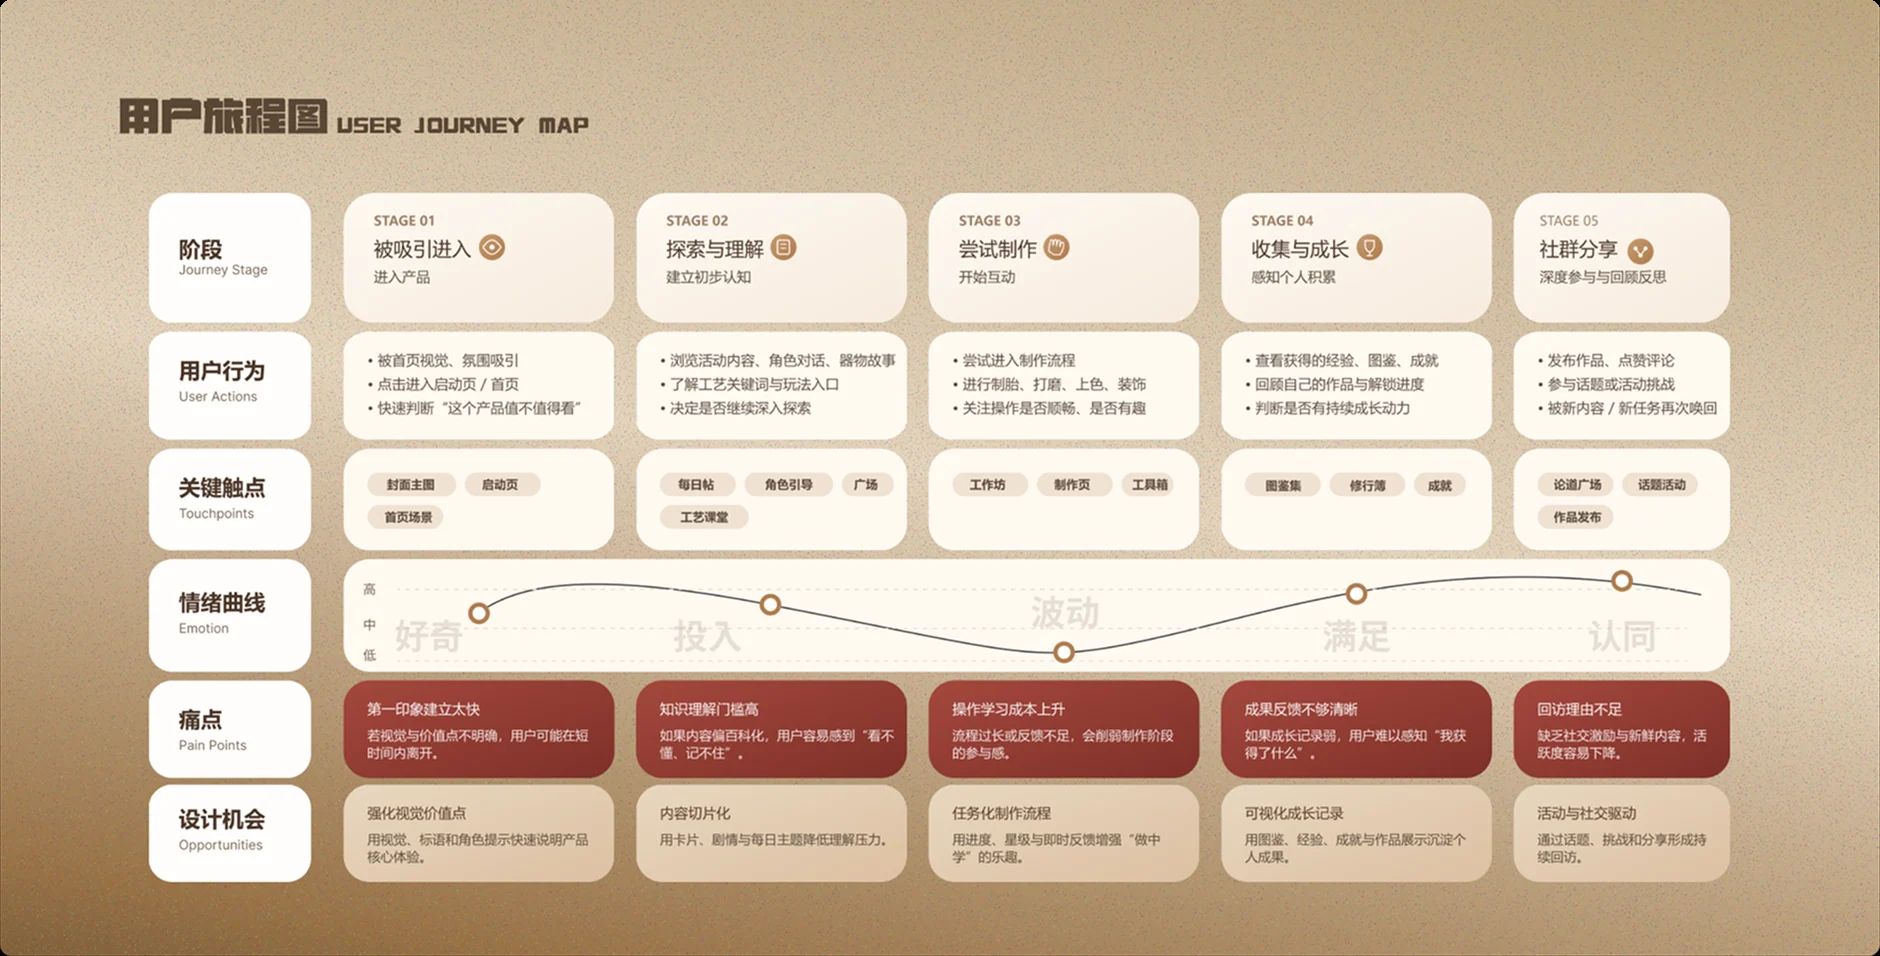 用户旅程图 USER JOURNEY MAP
阶段
Journey Stage
STAGE 01
被吸引进入
进入产品
STAGE 02
探索与理解
建立初步认知
STAGE 03
尝试制作
开始互动
STAGE 04
收集与成长
感知个人积累
STAGE 05
社群分享
深度参与与回顾反思
用户行为
User Actions
• 被首页视觉、氛围吸引
• 点击进入启动页 / 首页
• 快速判断“这个产品值不值得看”
• 浏览活动内容、角色对话、器物故事
• 了解工艺关键词与玩法入口
• 决定是否继续深入探索
• 尝试进入制作流程
• 进行制胎、打磨、上色、装饰
• 关注操作是否顺畅、是否有趣
• 查看获得的经验、图鉴、成就
• 回顾自己的作品与解锁进度
• 判断是否有持续成长动力
• 发布作品、点赞评论
• 参与话题或活动挑战
• 被新内容 / 新任务再次唤回
关键触点
Touchpoints
封面主图
启动页
首页场景
每日帖
角色引导
广场
工艺课堂
工作坊
制作页
工具箱
图鉴集
修行簿
成就
论道广场
话题活动
作品发布
情绪曲线
Emotion
高
中
低
好奇
投入
波动
满足
认同
痛点
Pain Points
第一印象建立太快
若视觉与价值点不明确，用户可能在短
时间内离开。
知识理解门槛高
如果内容偏百科化，用户容易感到“看不
懂、记不住”。
操作学习成本上升
流程过长或反馈不足，会削弱制作阶段
的参与感。
成果反馈不够清晰
如果成长记录弱，用户难以感知“我获
得了什么”。
回访理由不足
缺乏社交激励与新鲜内容，活
跃度容易下降。
设计机会
Opportunities
强化视觉价值点
用视觉、标语和角色提示快速说明产品
核心体验。
内容切片化
用卡片、剧情与每日主题降低理解压力。
任务化制作流程
用进度、星级与即时反馈增强“做中
学”的乐趣。
可视化成长记录
用图鉴、经验、成就与作品展示沉淀个
人成果。
活动与社交驱动
通过话题、挑战和分享形成持
续回访。